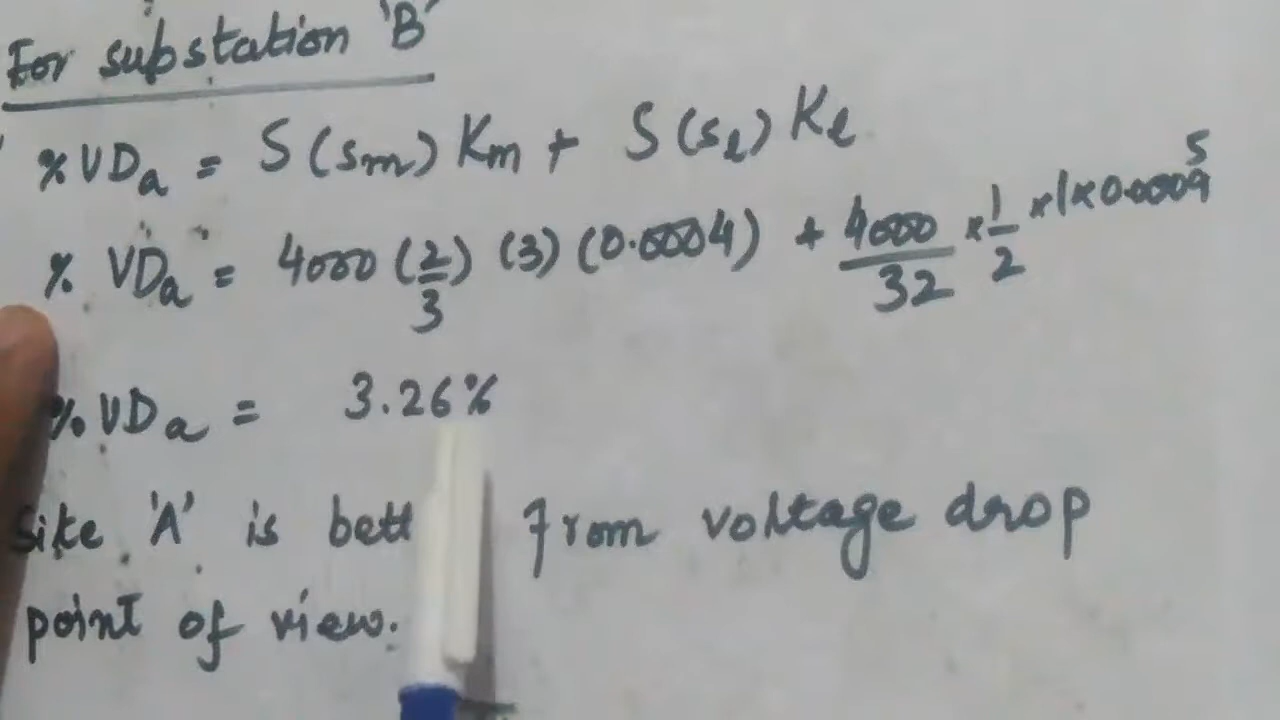 For substation 'B'
% VDa = S(sm) Km + S(sl) Kl
% VDa = 4000 (2/3) (3) (0.0004) + 4000/32 × 1/2 × 1 × 0.00095
% VDa = 3.26%
site 'A' is bett from voltage drop
point of view.